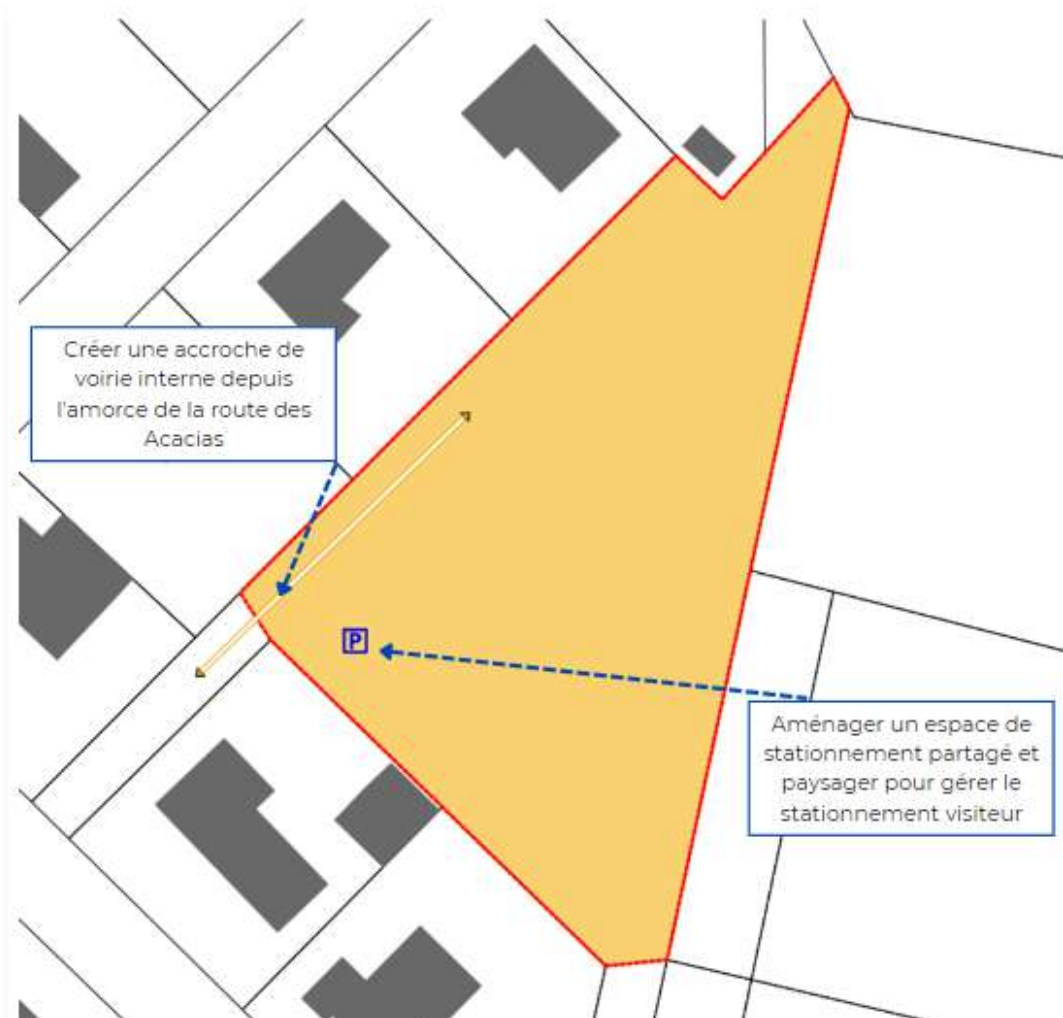 Créer une accroche de
voirie interne depuis
l'amorce de la route des
Acacias
P
Aménager un espace de
stationnement partagé et
paysager pour gérer le
stationnement visiteur